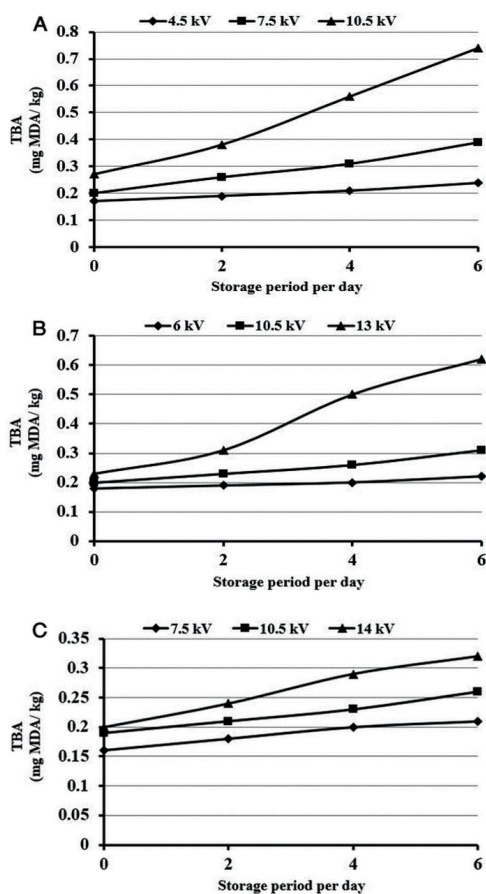 A
4.5 kV 7.5 kV 10.5 kV
0.8
0.7
0.6
0.5
0.4
0.3
0.2
0.1
0
TBA
(mg MDA/ kg)
0 2 4 6
Storage period per day
B
6 kV 10.5 kV 13 kV
0.7
0.6
0.5
0.4
0.3
0.2
0.1
0
TBA
(mg MDA/ kg)
0 2 4 6
Storage period per day
C
7.5 kV 10.5 kV 14 kV
0.35
0.3
0.25
0.2
0.15
0.1
0.05
0
TBA
(mg MDA/ kg)
0 2 4 6
Storage period per day